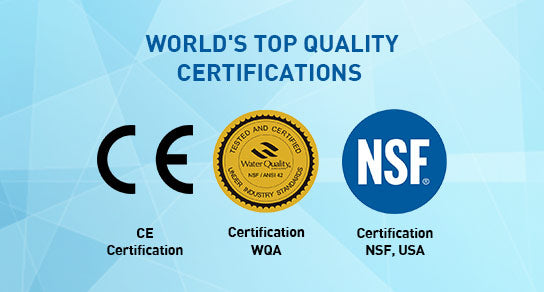 WORLD'S TOP QUALITY
CERTIFICATIONS
CE
TESTED AND CERTIFIED
Water Quality
NSF / ANSI 42
UNDER INDUSTRY STANDARDS
NSF®
CE
Certification
Certification
WQA
Certification
NSF, USA